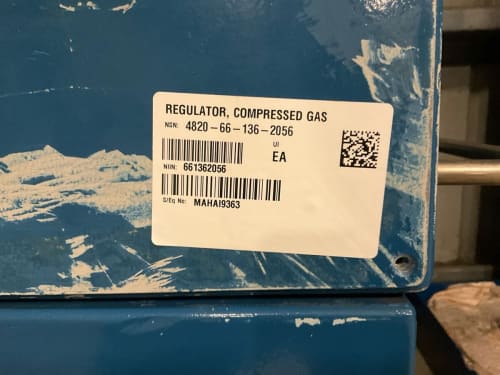 REGULATOR, COMPRESSED GAS
NSN: 4820-66-136-2056
UI
EA
NIIN: 661362056
S/Eq No: MAHAI9363